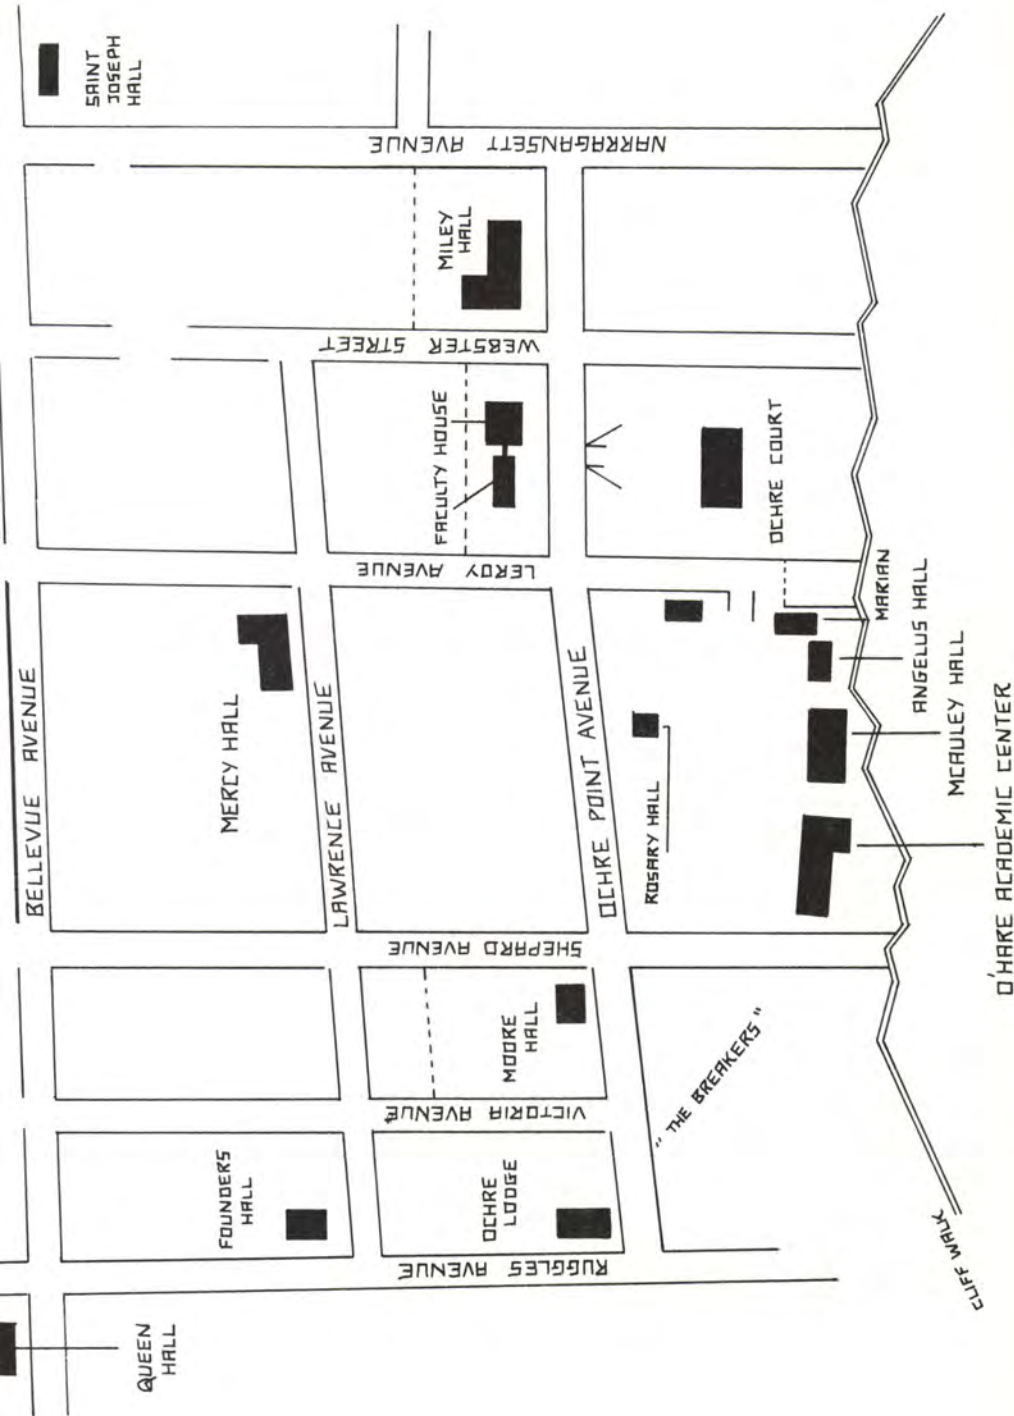 SAINT
JOSEPH
HALL
NARRAGANSETT AVENUE
MILEY
HALL
WEBSTER STREET
FACULTY HOUSE
OCHRE COURT
LEROY AVENUE
MARIAN
ANGELUS HALL
MCAULEY HALL
O'HARE ACADEMIC CENTER
BELLEVUE AVENUE
MERCY HALL
LAWRENCE AVENUE
OCHRE POINT AVENUE
ROSARY HALL
SHEPARD AVENUE
MOORE
HALL
"THE BREAKERS"
VICTORIA AVENUE
FOUNDERS
HALL
OCHRE
LODGE
RUGGLES AVENUE
CLIFF WALK
QUEEN
HALL